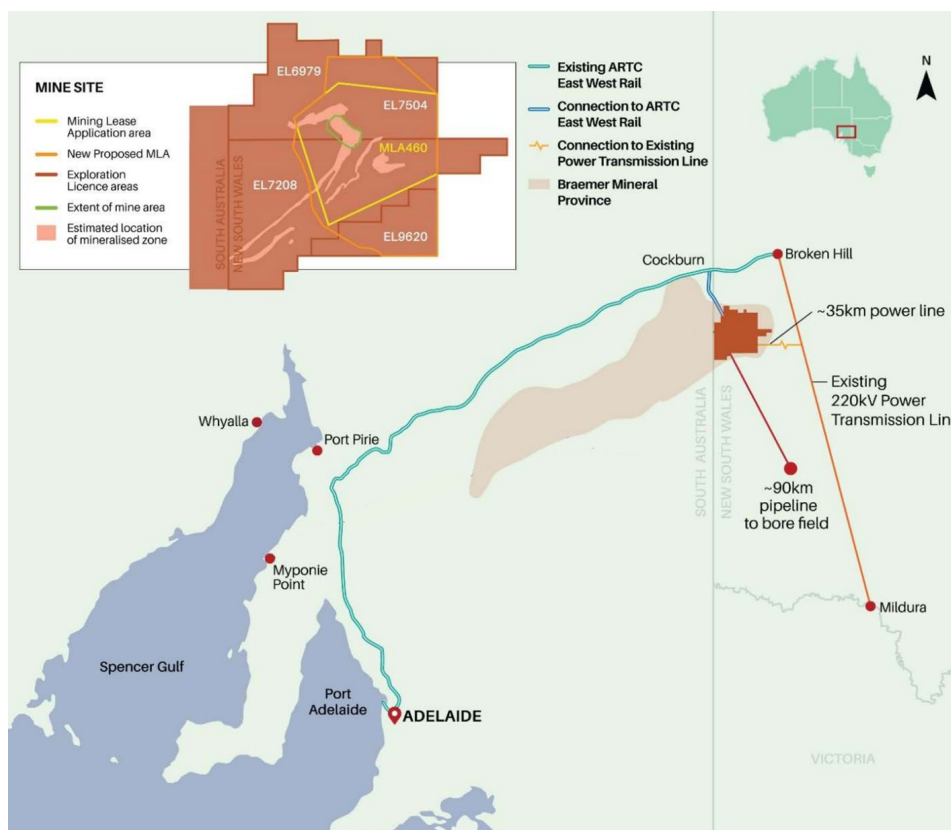 MINE SITE
Mining Lease
Application area
New Proposed MLA
Exploration
Licence areas
Extent of mine area
Estimated location
of mineralised zone
EL6979
EL7504
MLA460
EL7208
EL9620
SOUTH AUSTRALIA
NEW SOUTH WALES
Existing ARTC
East West Rail
Connection to ARTC
East West Rail
Connection to Existing
Power Transmission Line
Braemer Mineral
Province
N
Cockburn
Broken Hill
~35km power line
Existing
220kV Power
Transmission Lin
SOUTH AUSTRALIA
NEW SOUTH WALES
~90km
pipeline
to bore field
Whyalla
Port Pirie
Myponie
Point
Mildura
Spencer Gulf
Port
Adelaide
ADELAIDE
VICTORIA